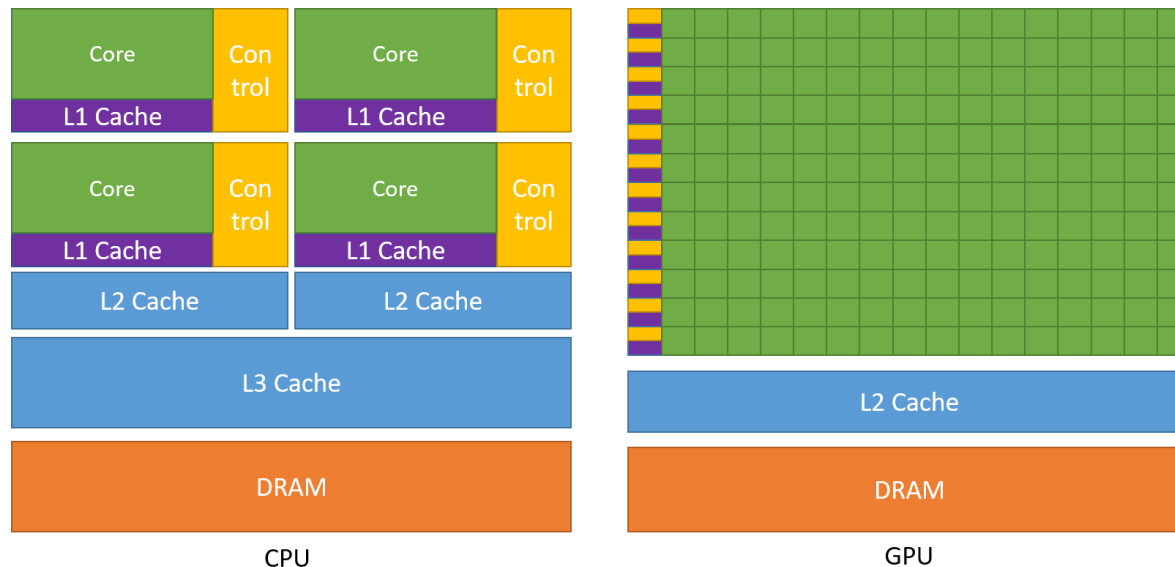 Core
Con
trol
L1 Cache
Core
Con
trol
L1 Cache
Core
Con
trol
L1 Cache
Core
Con
trol
L1 Cache
L2 Cache
L2 Cache
L3 Cache
DRAM
CPU
L2 Cache
DRAM
GPU